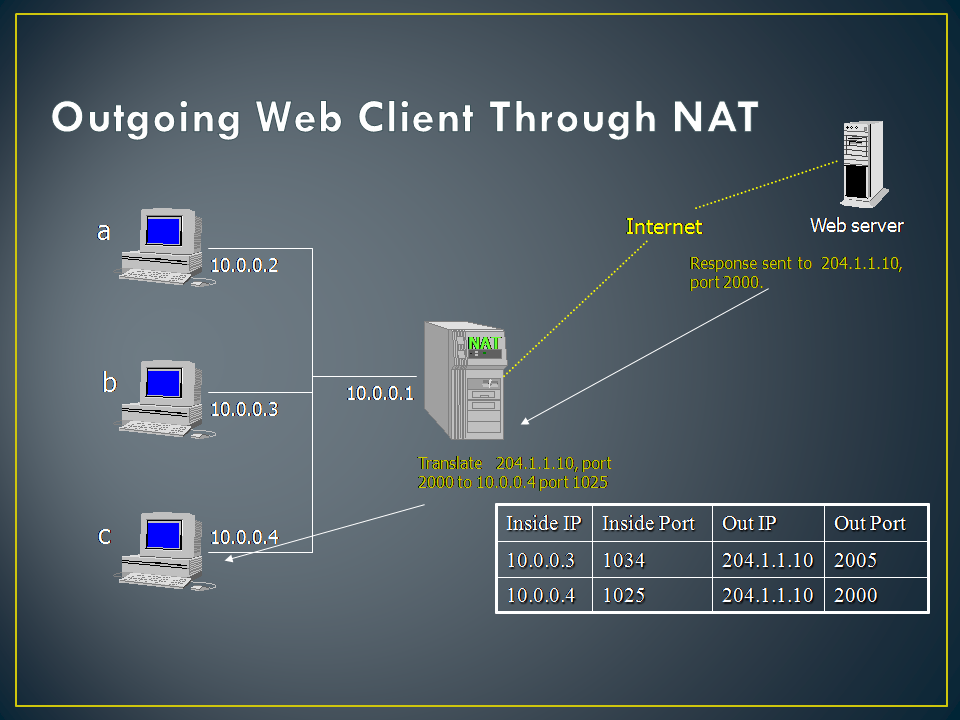 Outgoing Web Client Through NAT
a
10.0.0.2
Internet
Web server
Response sent to 204.1.1.10,
port 2000.
NAT
b
10.0.0.3
10.0.0.1
Translate 204.1.1.10, port
2000 to 10.0.0.4 port 1025
c
10.0.0.4
Inside IP Inside Port Out IP Out Port
10.0.0.3 1034 204.1.1.10 2005
10.0.0.4 1025 204.1.1.10 2000